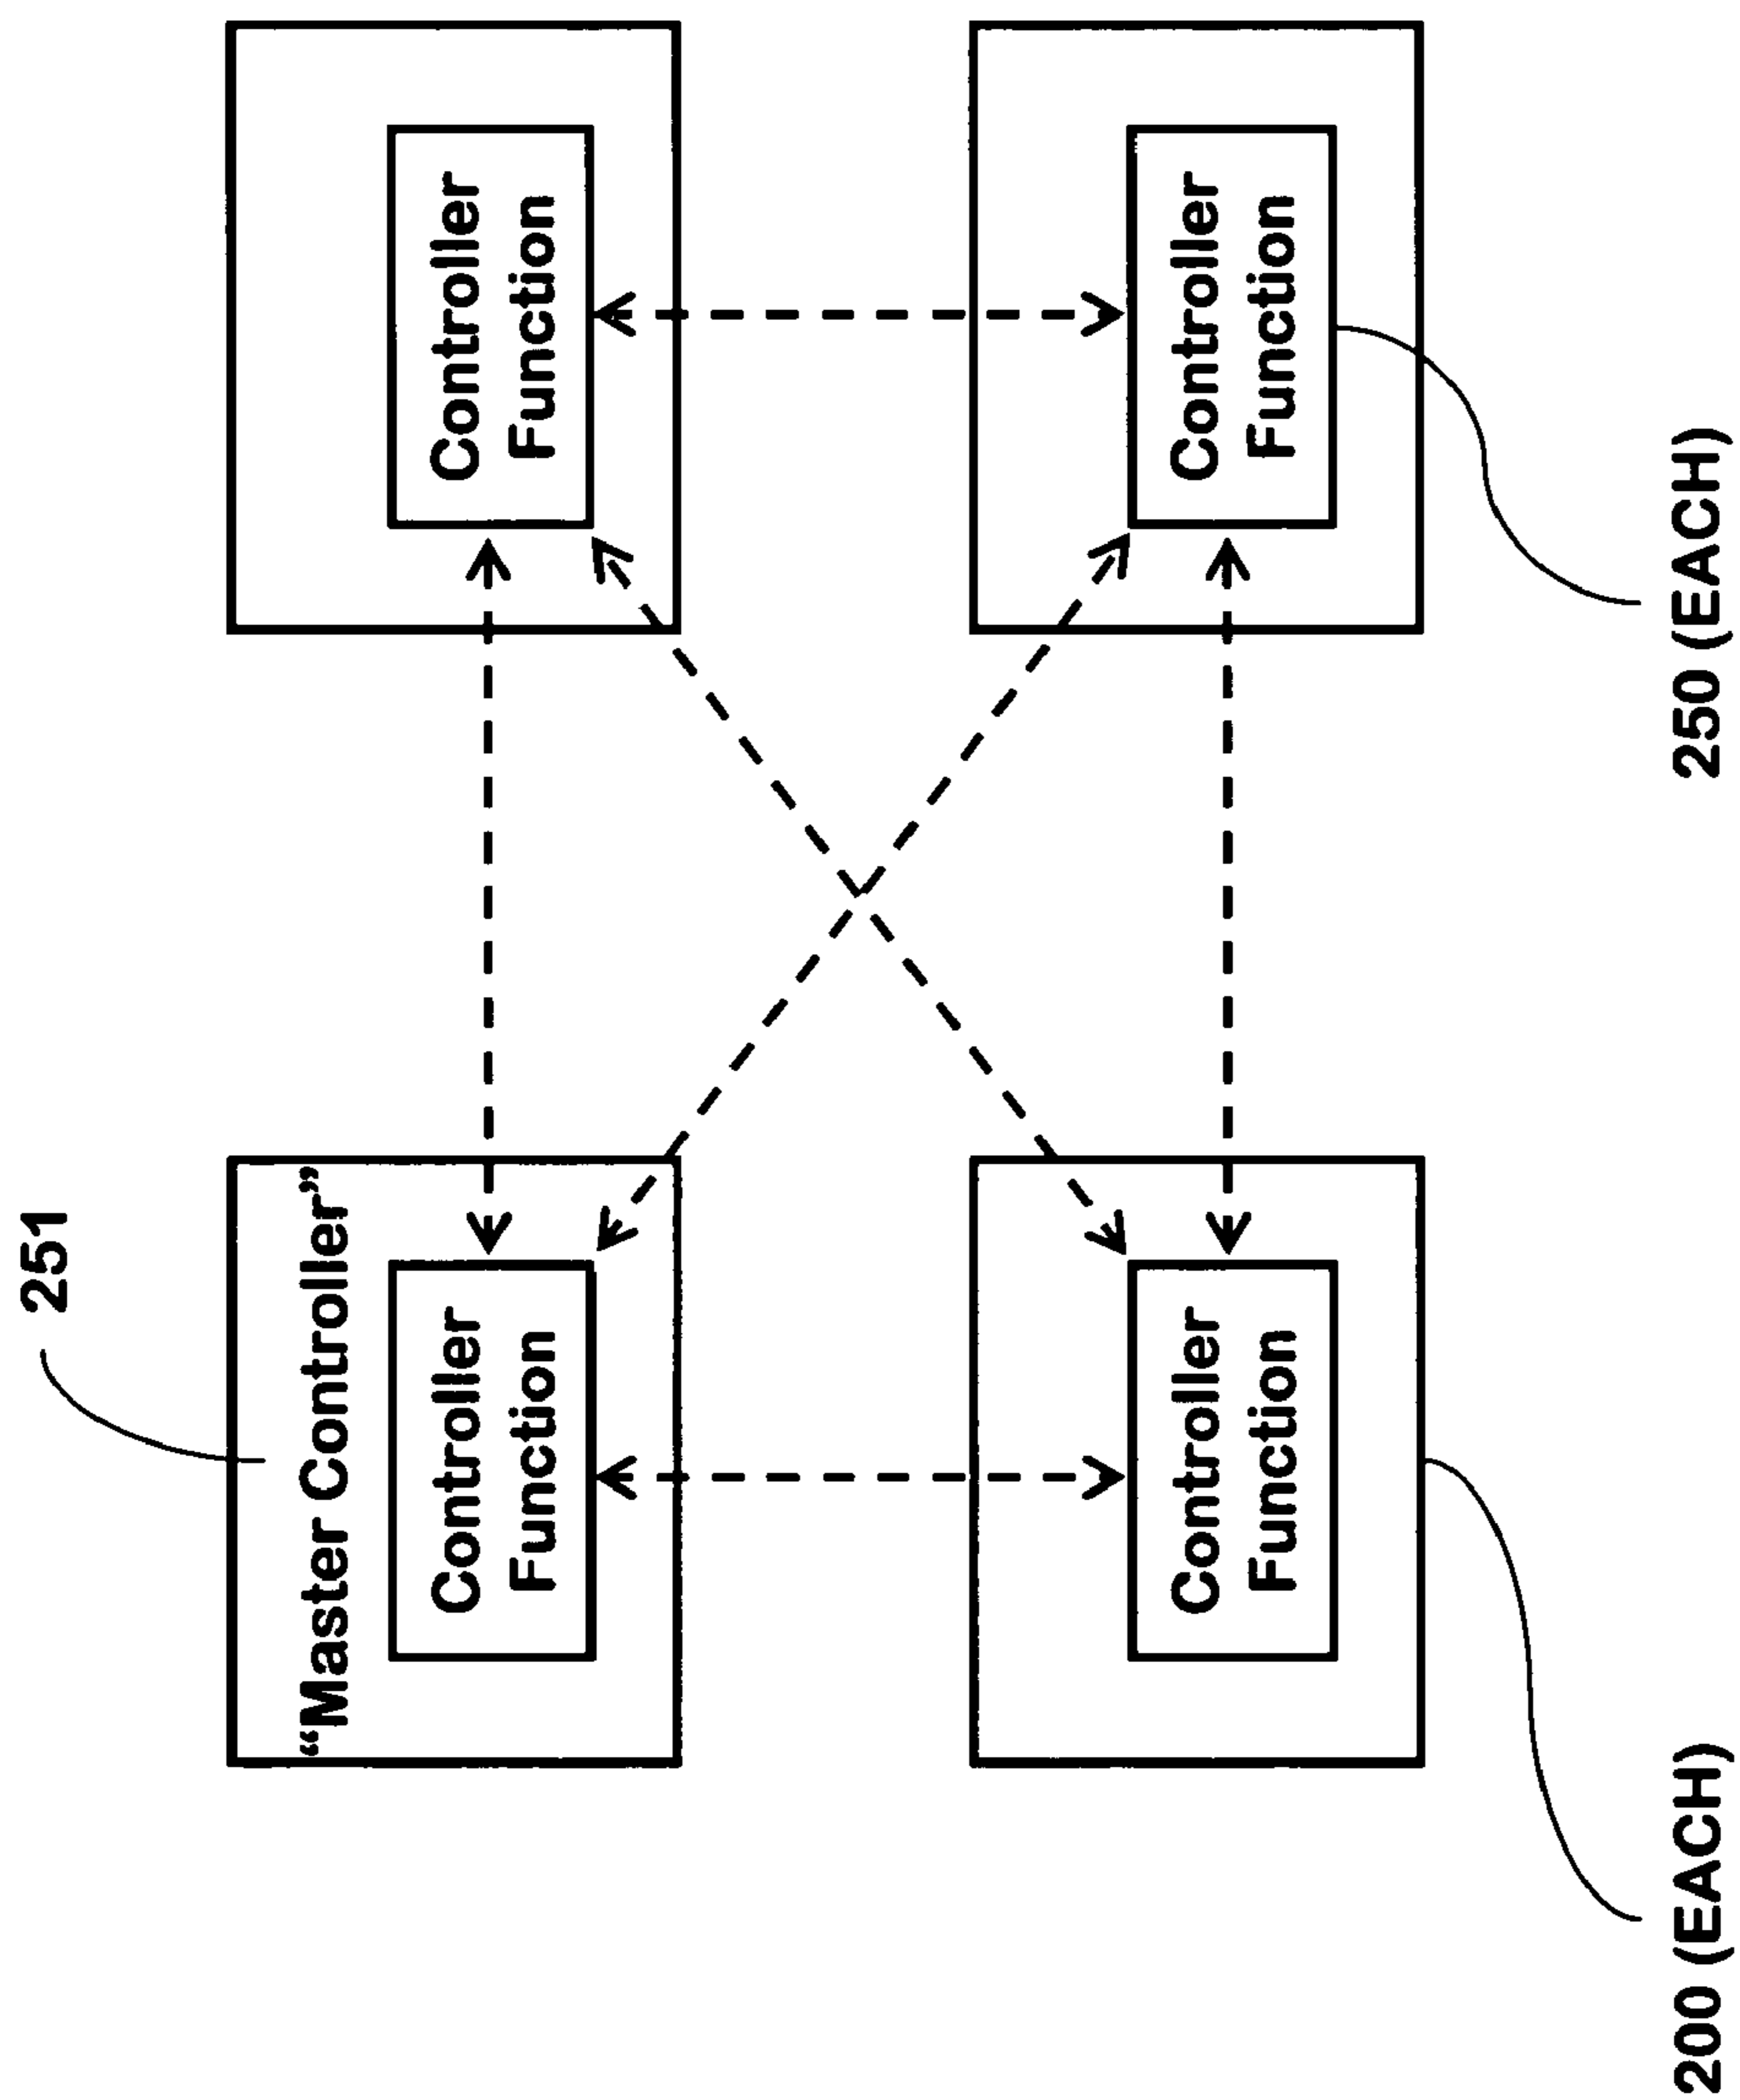 251
“Master Controller”
Controller
Function
Controller
Function
Controller
Function
Controller
Function
200 (EACH)
250 (EACH)